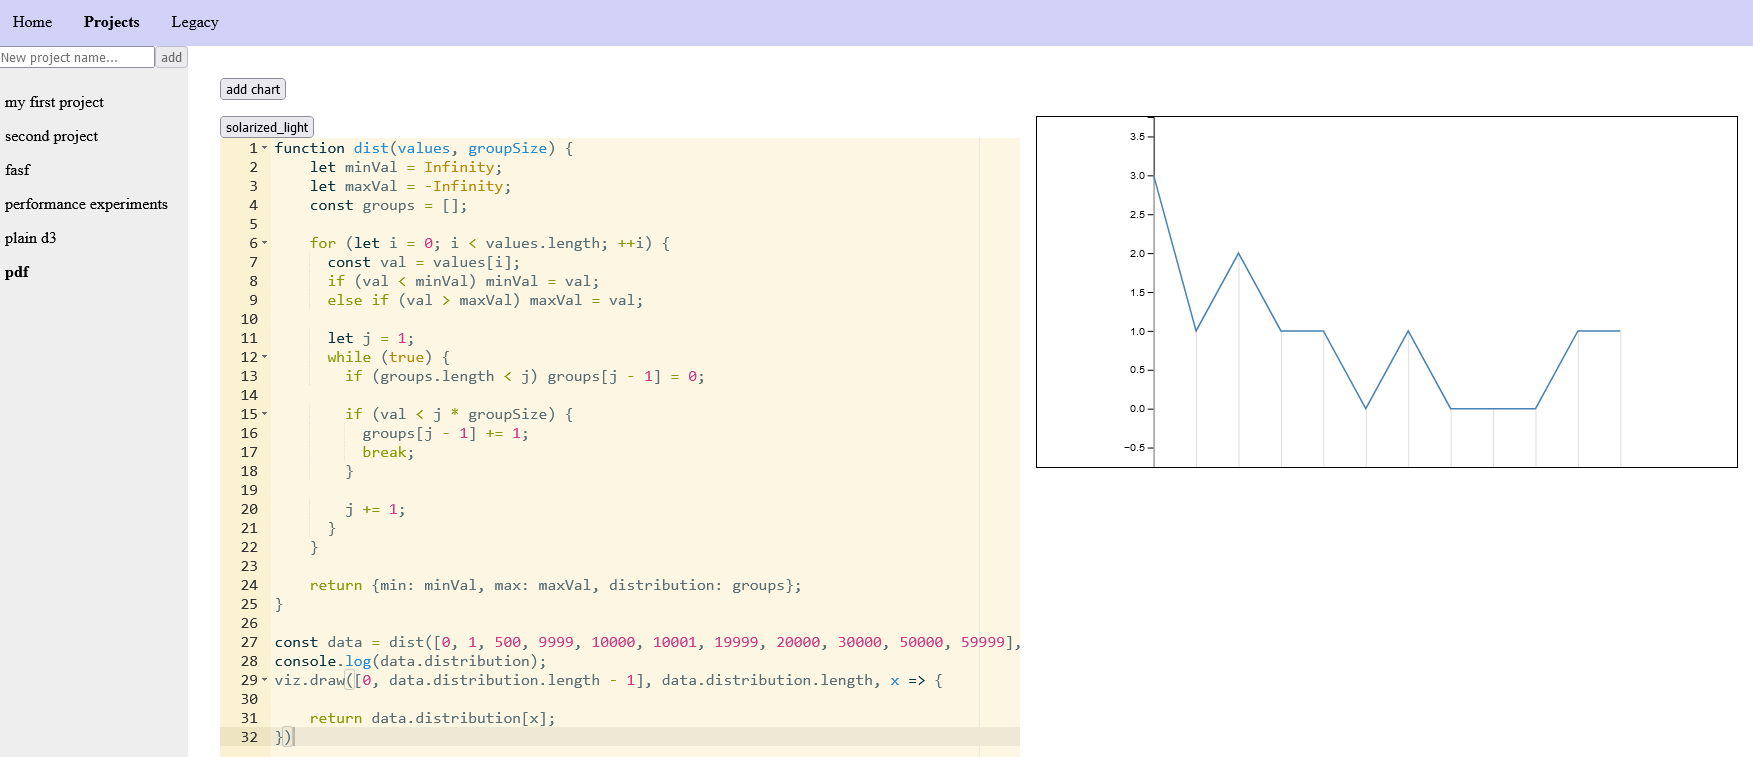 Home Projects Legacy
New project name... add
my first project
second project
fasf
performance experiments
plain d3
pdf
add chart
solarized_light
1 function dist(values, groupSize) {
2 let minVal = Infinity;
3 let maxVal = -Infinity;
4 const groups = [];
5
6 for (let i = 0; i < values.length; ++i) {
7 const val = values[i];
8 if (val < minVal) minVal = val;
9 else if (val > maxVal) maxVal = val;
10
11 let j = 1;
12 while (true) {
13 if (groups.length < j) groups[j - 1] = 0;
14
15 if (val < j * groupSize) {
16 groups[j - 1] += 1;
17 break;
18 }
19
20 j += 1;
21 }
22 }
23
24 return {min: minVal, max: maxVal, distribution: groups};
25 }
26
27 const data = dist([0, 1, 500, 9999, 10000, 10001, 19999, 20000, 30000, 50000, 59999],
28 console.log(data.distribution);
29 viz.draw([0, data.distribution.length - 1], data.distribution.length, x => {
30
31 return data.distribution[x];
32 })
3.5
3.0
2.5
2.0
1.5
1.0
0.5
0.0
−0.5